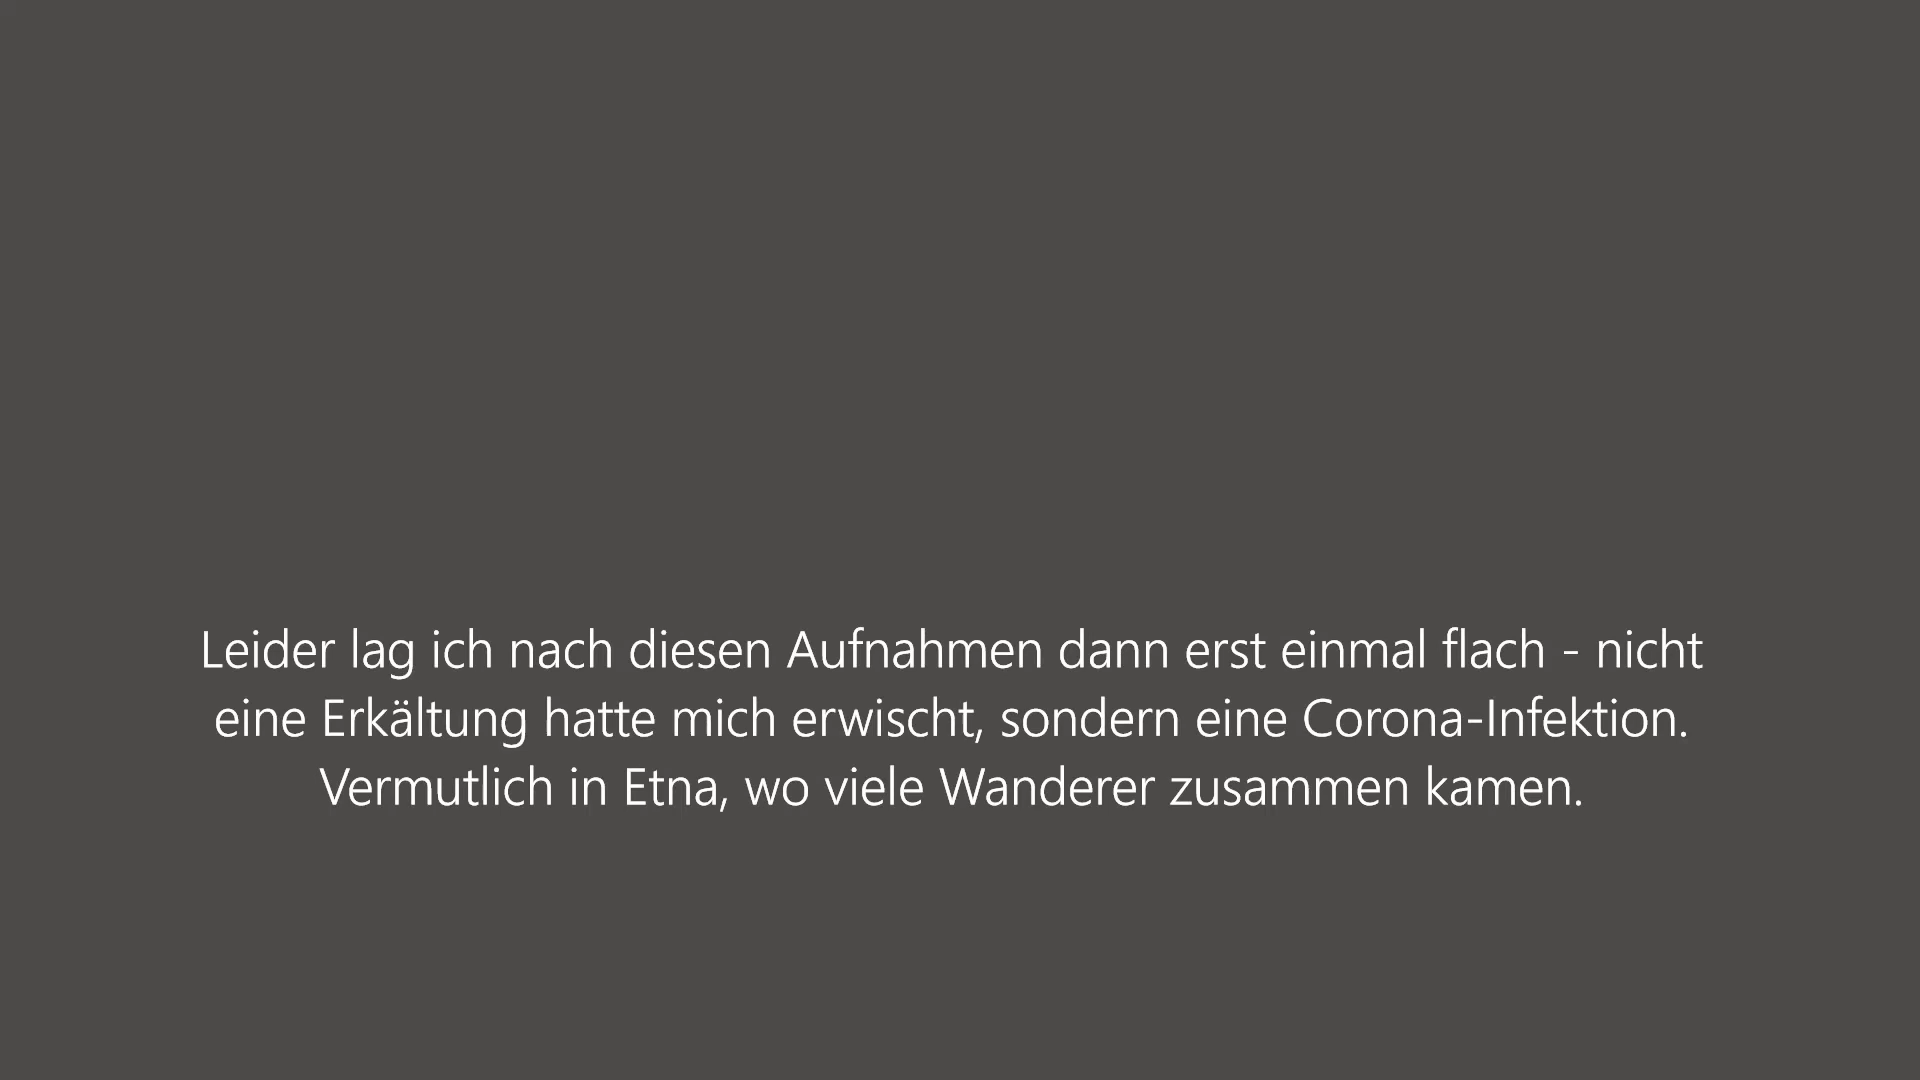 Leider lag ich nach diesen Aufnahmen dann erst einmal flach - nicht
eine Erkältung hatte mich erwischt, sondern eine Corona-Infektion.
Vermutlich in Etna, wo viele Wanderer zusammen kamen.